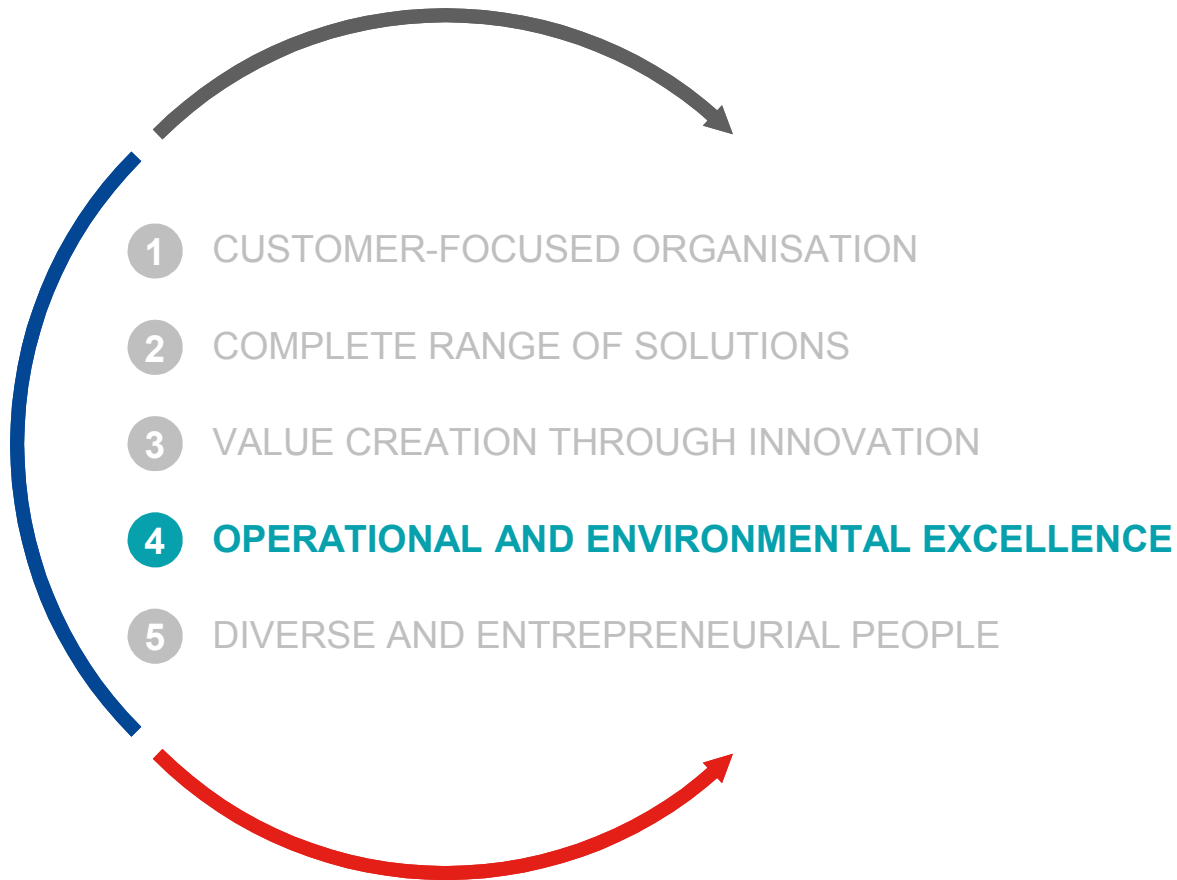 1 CUSTOMER-FOCUSED ORGANISATION
2 COMPLETE RANGE OF SOLUTIONS
3 VALUE CREATION THROUGH INNOVATION
4 OPERATIONAL AND ENVIRONMENTAL EXCELLENCE
5 DIVERSE AND ENTREPRENEURIAL PEOPLE